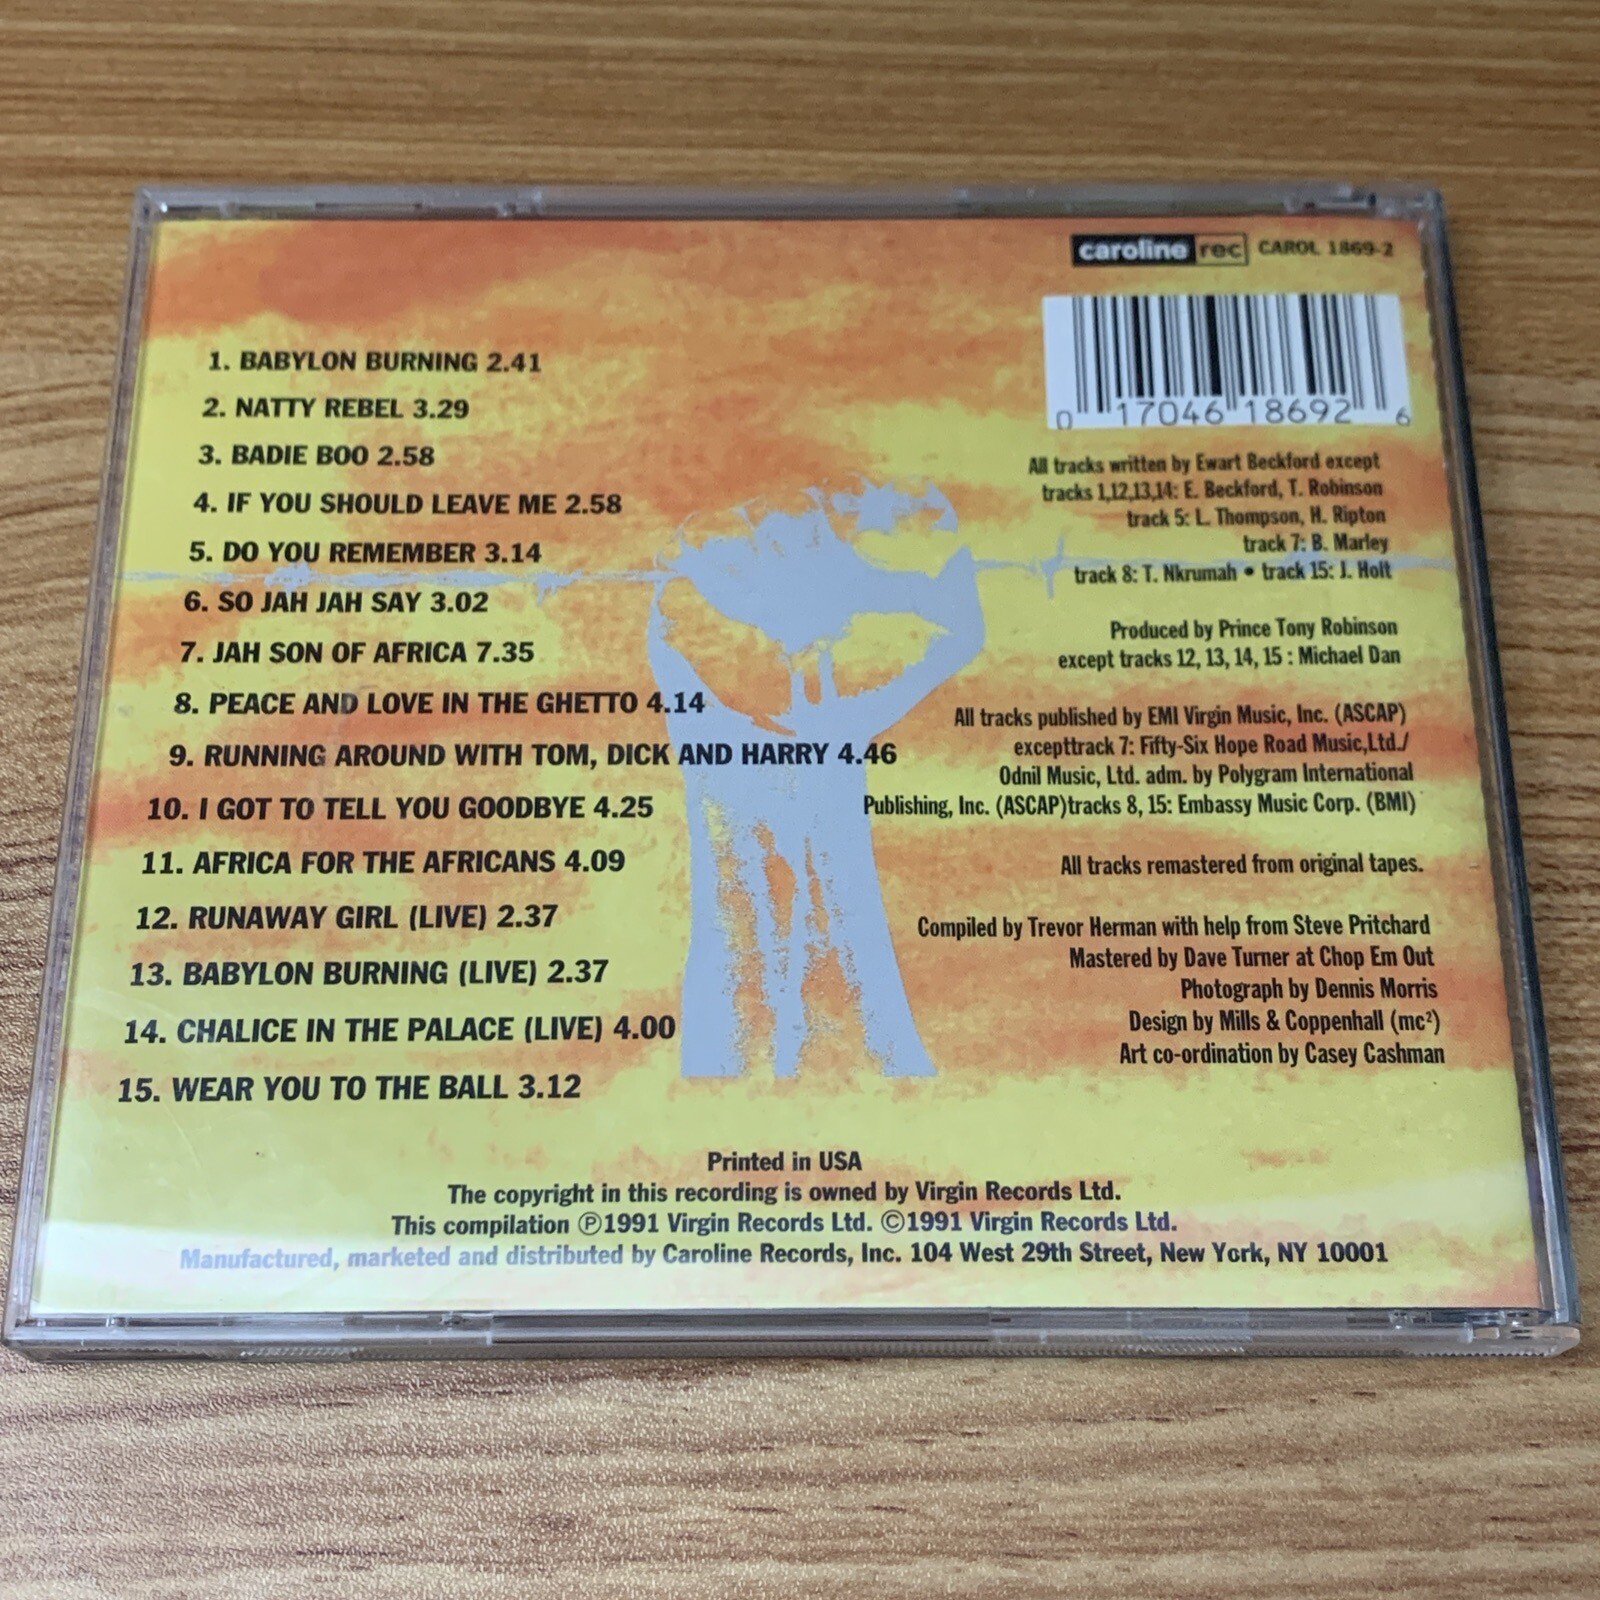 caroline rec CAROL 1869-2
0 17046 18692 6
1. BABYLON BURNING 2.41
2. NATTY REBEL 3.29
3. BADIE BOO 2.58
4. IF YOU SHOULD LEAVE ME 2.58
5. DO YOU REMEMBER 3.14
6. SO JAH JAH SAY 3.02
7. JAH SON OF AFRICA 7.35
8. PEACE AND LOVE IN THE GHETTO 4.14
9. RUNNING AROUND WITH TOM, DICK AND HARRY 4.46
10. I GOT TO TELL YOU GOODBYE 4.25
11. AFRICA FOR THE AFRICANS 4.09
12. RUNAWAY GIRL (LIVE) 2.37
13. BABYLON BURNING (LIVE) 2.37
14. CHALICE IN THE PALACE (LIVE) 4.00
15. WEAR YOU TO THE BALL 3.12
All tracks written by Ewart Beckford except
tracks 1,12,13,14: E. Beckford, T. Robinson
track 5: L. Thompson, H. Ripton
track 7: B. Marley
track 8: T. Nkrumah • track 15: J. Holt
Produced by Prince Tony Robinson
except tracks 12, 13, 14, 15 : Michael Dan
All tracks published by EMI Virgin Music, Inc. (ASCAP)
excepttrack 7: Fifty-Six Hope Road Music,Ltd./
Odnil Music, Ltd. adm. by Polygram International
Publishing, Inc. (ASCAP)tracks 8, 15: Embassy Music Corp. (BMI)
All tracks remastered from original tapes.
Compiled by Trevor Herman with help from Steve Pritchard
Mastered by Dave Turner at Chop Em Out
Photograph by Dennis Morris
Design by Mills & Coppenhall (mc²)
Art co-ordination by Casey Cashman
Printed in USA
The copyright in this recording is owned by Virgin Records Ltd.
This compilation ℗1991 Virgin Records Ltd. ©1991 Virgin Records Ltd.
Manufactured, marketed and distributed by Caroline Records, Inc. 104 West 29th Street, New York, NY 10001